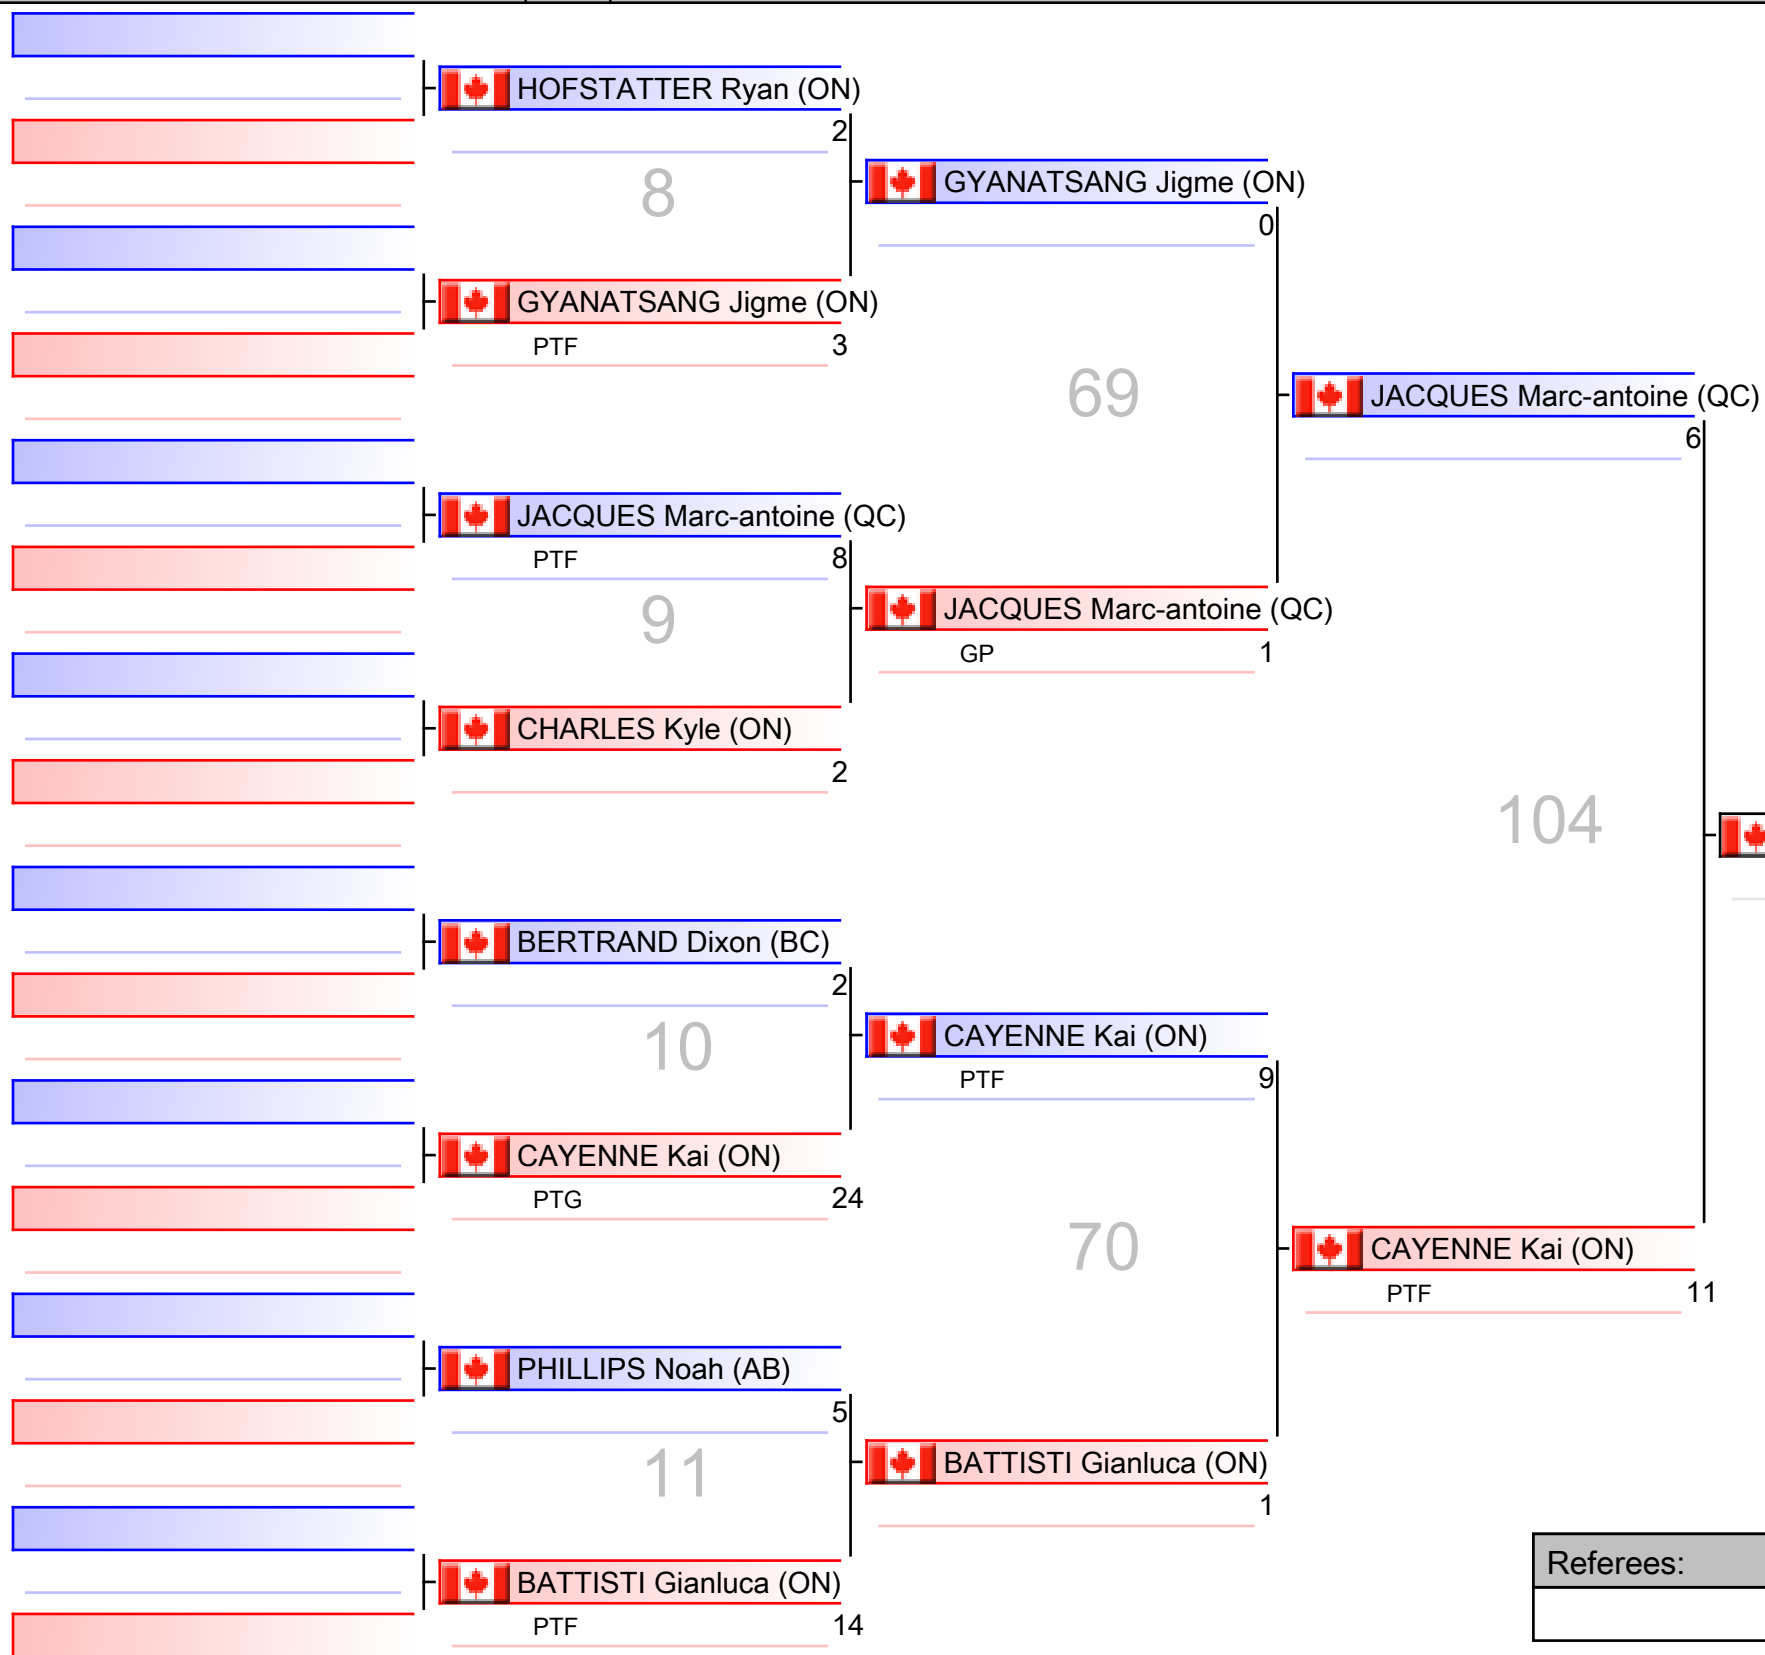 HOFSTATTER Ryan (ON)
2
8
GYANATSANG Jigme (ON)
PTF 3
JACQUES Marc-antoine (QC)
PTF 8
9
CHARLES Kyle (ON)
2
BERTRAND Dixon (BC)
2
10
CAYENNE Kai (ON)
PTG 24
PHILLIPS Noah (AB)
5
11
BATTISTI Gianluca (ON)
PTF 14
GYANATSANG Jigme (ON)
0
69
JACQUES Marc-antoine (QC)
GP 1
CAYENNE Kai (ON)
PTF 9
70
BATTISTI Gianluca (ON)
1
JACQUES Marc-antoine (QC)
6
104
CAYENNE Kai (ON)
PTF 11
Referees: